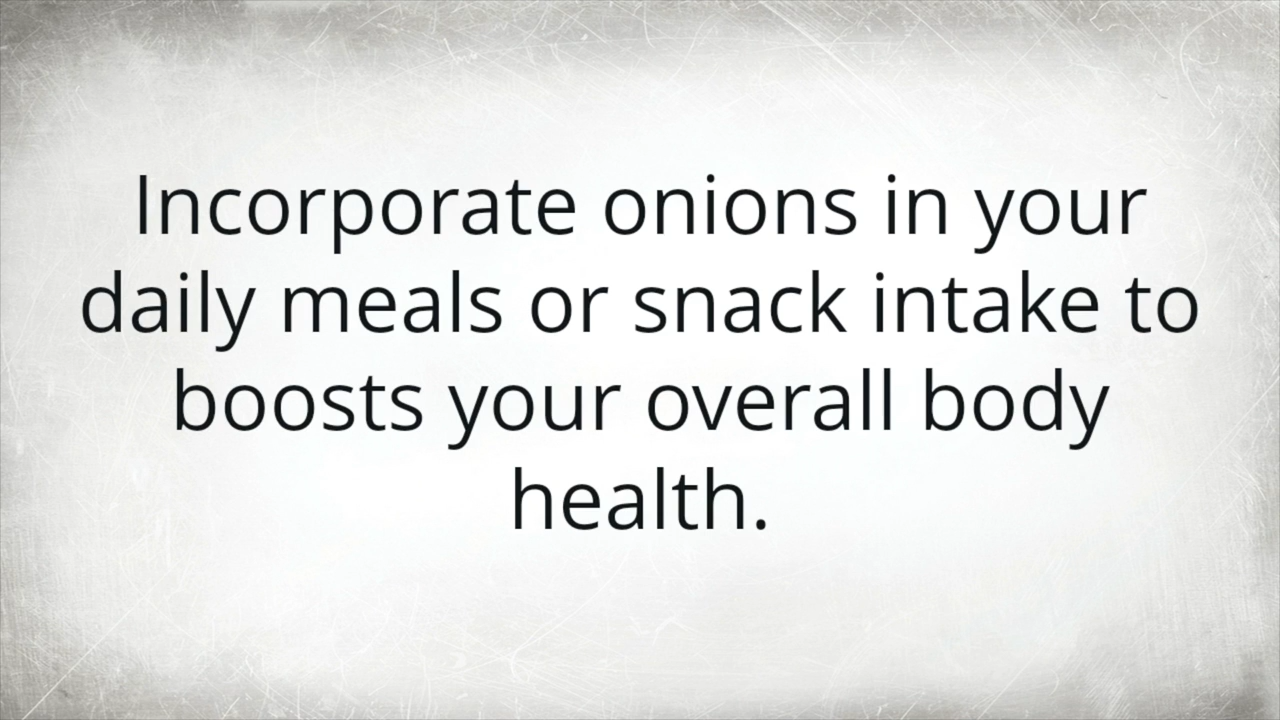 Incorporate onions in your
daily meals or snack intake to
boosts your overall body
health.